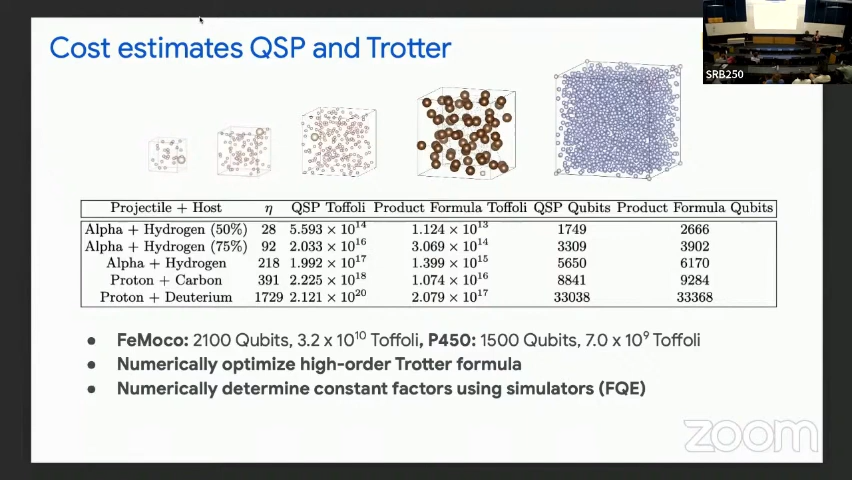 Cost estimates QSP and Trotter
SRB250
Projectile + Host η QSP Toffoli Product Formula Toffoli QSP Qubits Product Formula Qubits
Alpha + Hydrogen (50%) 28 5.593 × 10^14 1.124 × 10^13 1749 2666
Alpha + Hydrogen (75%) 92 2.033 × 10^16 3.069 × 10^14 3309 3902
Alpha + Hydrogen 218 1.992 × 10^17 1.399 × 10^15 5650 6170
Proton + Carbon 391 2.225 × 10^18 1.074 × 10^16 8841 9284
Proton + Deuterium 1729 2.121 × 10^20 2.079 × 10^17 33038 33368
● FeMoco: 2100 Qubits, 3.2 x 10^10 Toffoli, P450: 1500 Qubits, 7.0 x 10^9 Toffoli
● Numerically optimize high-order Trotter formula
● Numerically determine constant factors using simulators (FQE)
zoom